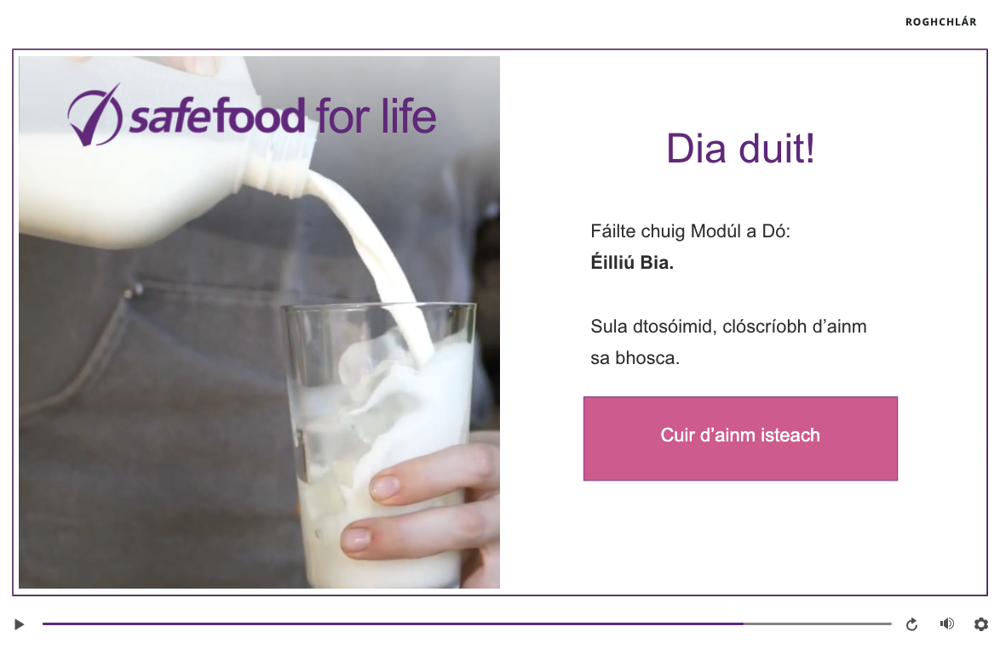 ROGHCHLÁR
safefood for life
Dia duit!
Fáilte chuig Modúl a Dó:
Éilliú Bia.
Sula dtosóimid, clóscríobh d’ainm
sa bhosca.
Cuir d’ainm isteach